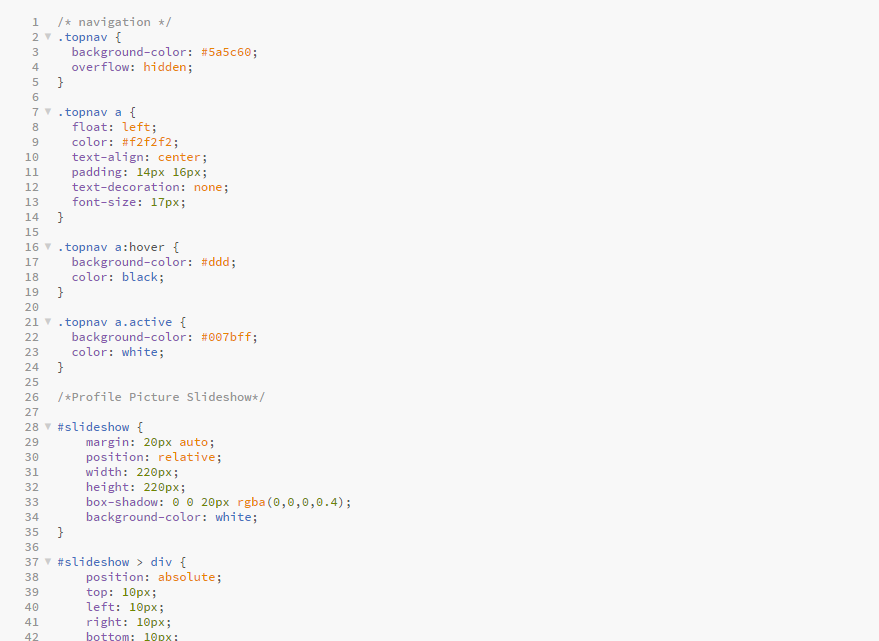 1 /* navigation */
2 .topnav {
3 background-color: #5a5c60;
4 overflow: hidden;
5 }
6
7 .topnav a {
8 float: left;
9 color: #f2f2f2;
10 text-align: center;
11 padding: 14px 16px;
12 text-decoration: none;
13 font-size: 17px;
14 }
15
16 .topnav a:hover {
17 background-color: #ddd;
18 color: black;
19 }
20
21 .topnav a.active {
22 background-color: #007bff;
23 color: white;
24 }
25
26 /*Profile Picture Slideshow*/
27
28 #slideshow {
29 margin: 20px auto;
30 position: relative;
31 width: 220px;
32 height: 220px;
33 box-shadow: 0 0 20px rgba(0,0,0,0.4);
34 background-color: white;
35 }
36
37 #slideshow > div {
38 position: absolute;
39 top: 10px;
40 left: 10px;
41 right: 10px;
42 bottom: 10px;